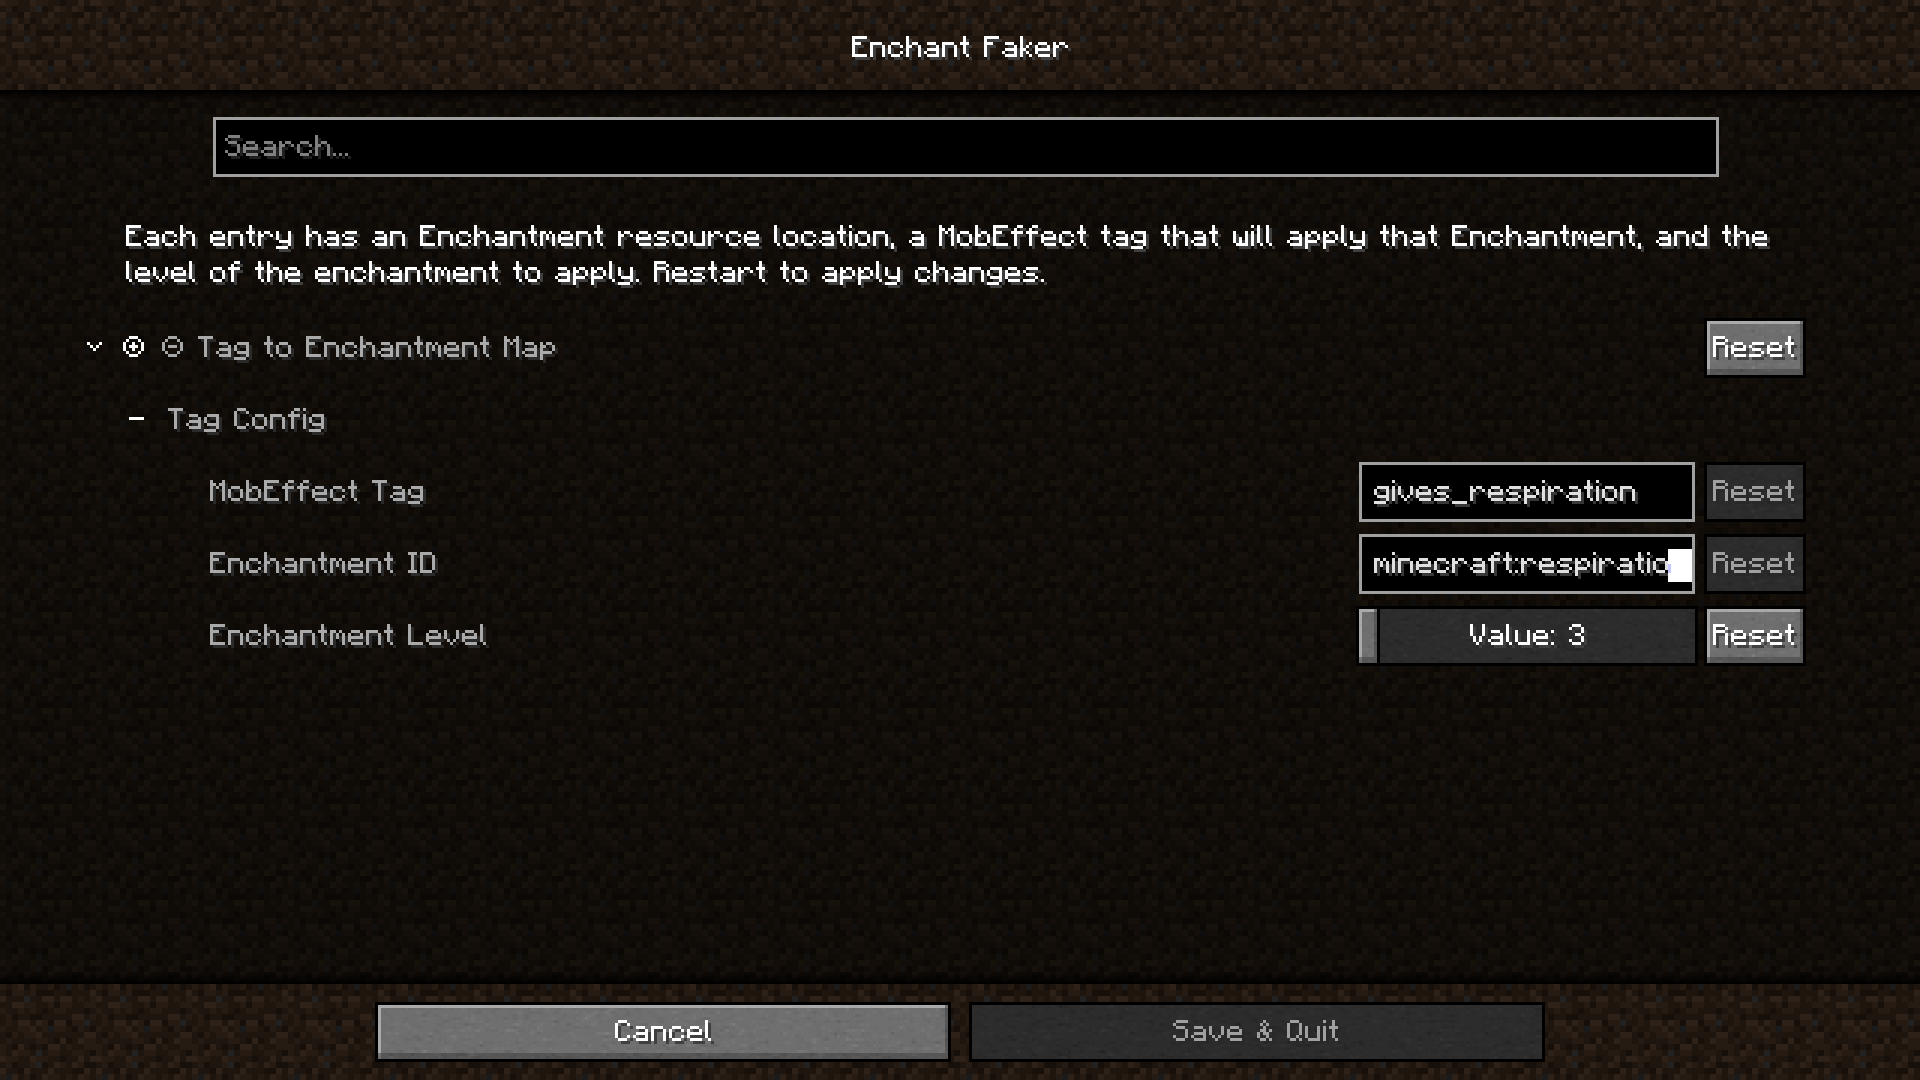 Enchant Faker
Search...
Each entry has an Enchantment resource location, a MobEffect tag that will apply that Enchantment, and the
level of the enchantment to apply. Restart to apply changes.
Tag to Enchantment Map Reset
Tag Config
MobEffect Tag gives_respiration Reset
Enchantment ID minecraft:respiratio Reset
Enchantment Level Value: 3 Reset
Cancel Save & Quit